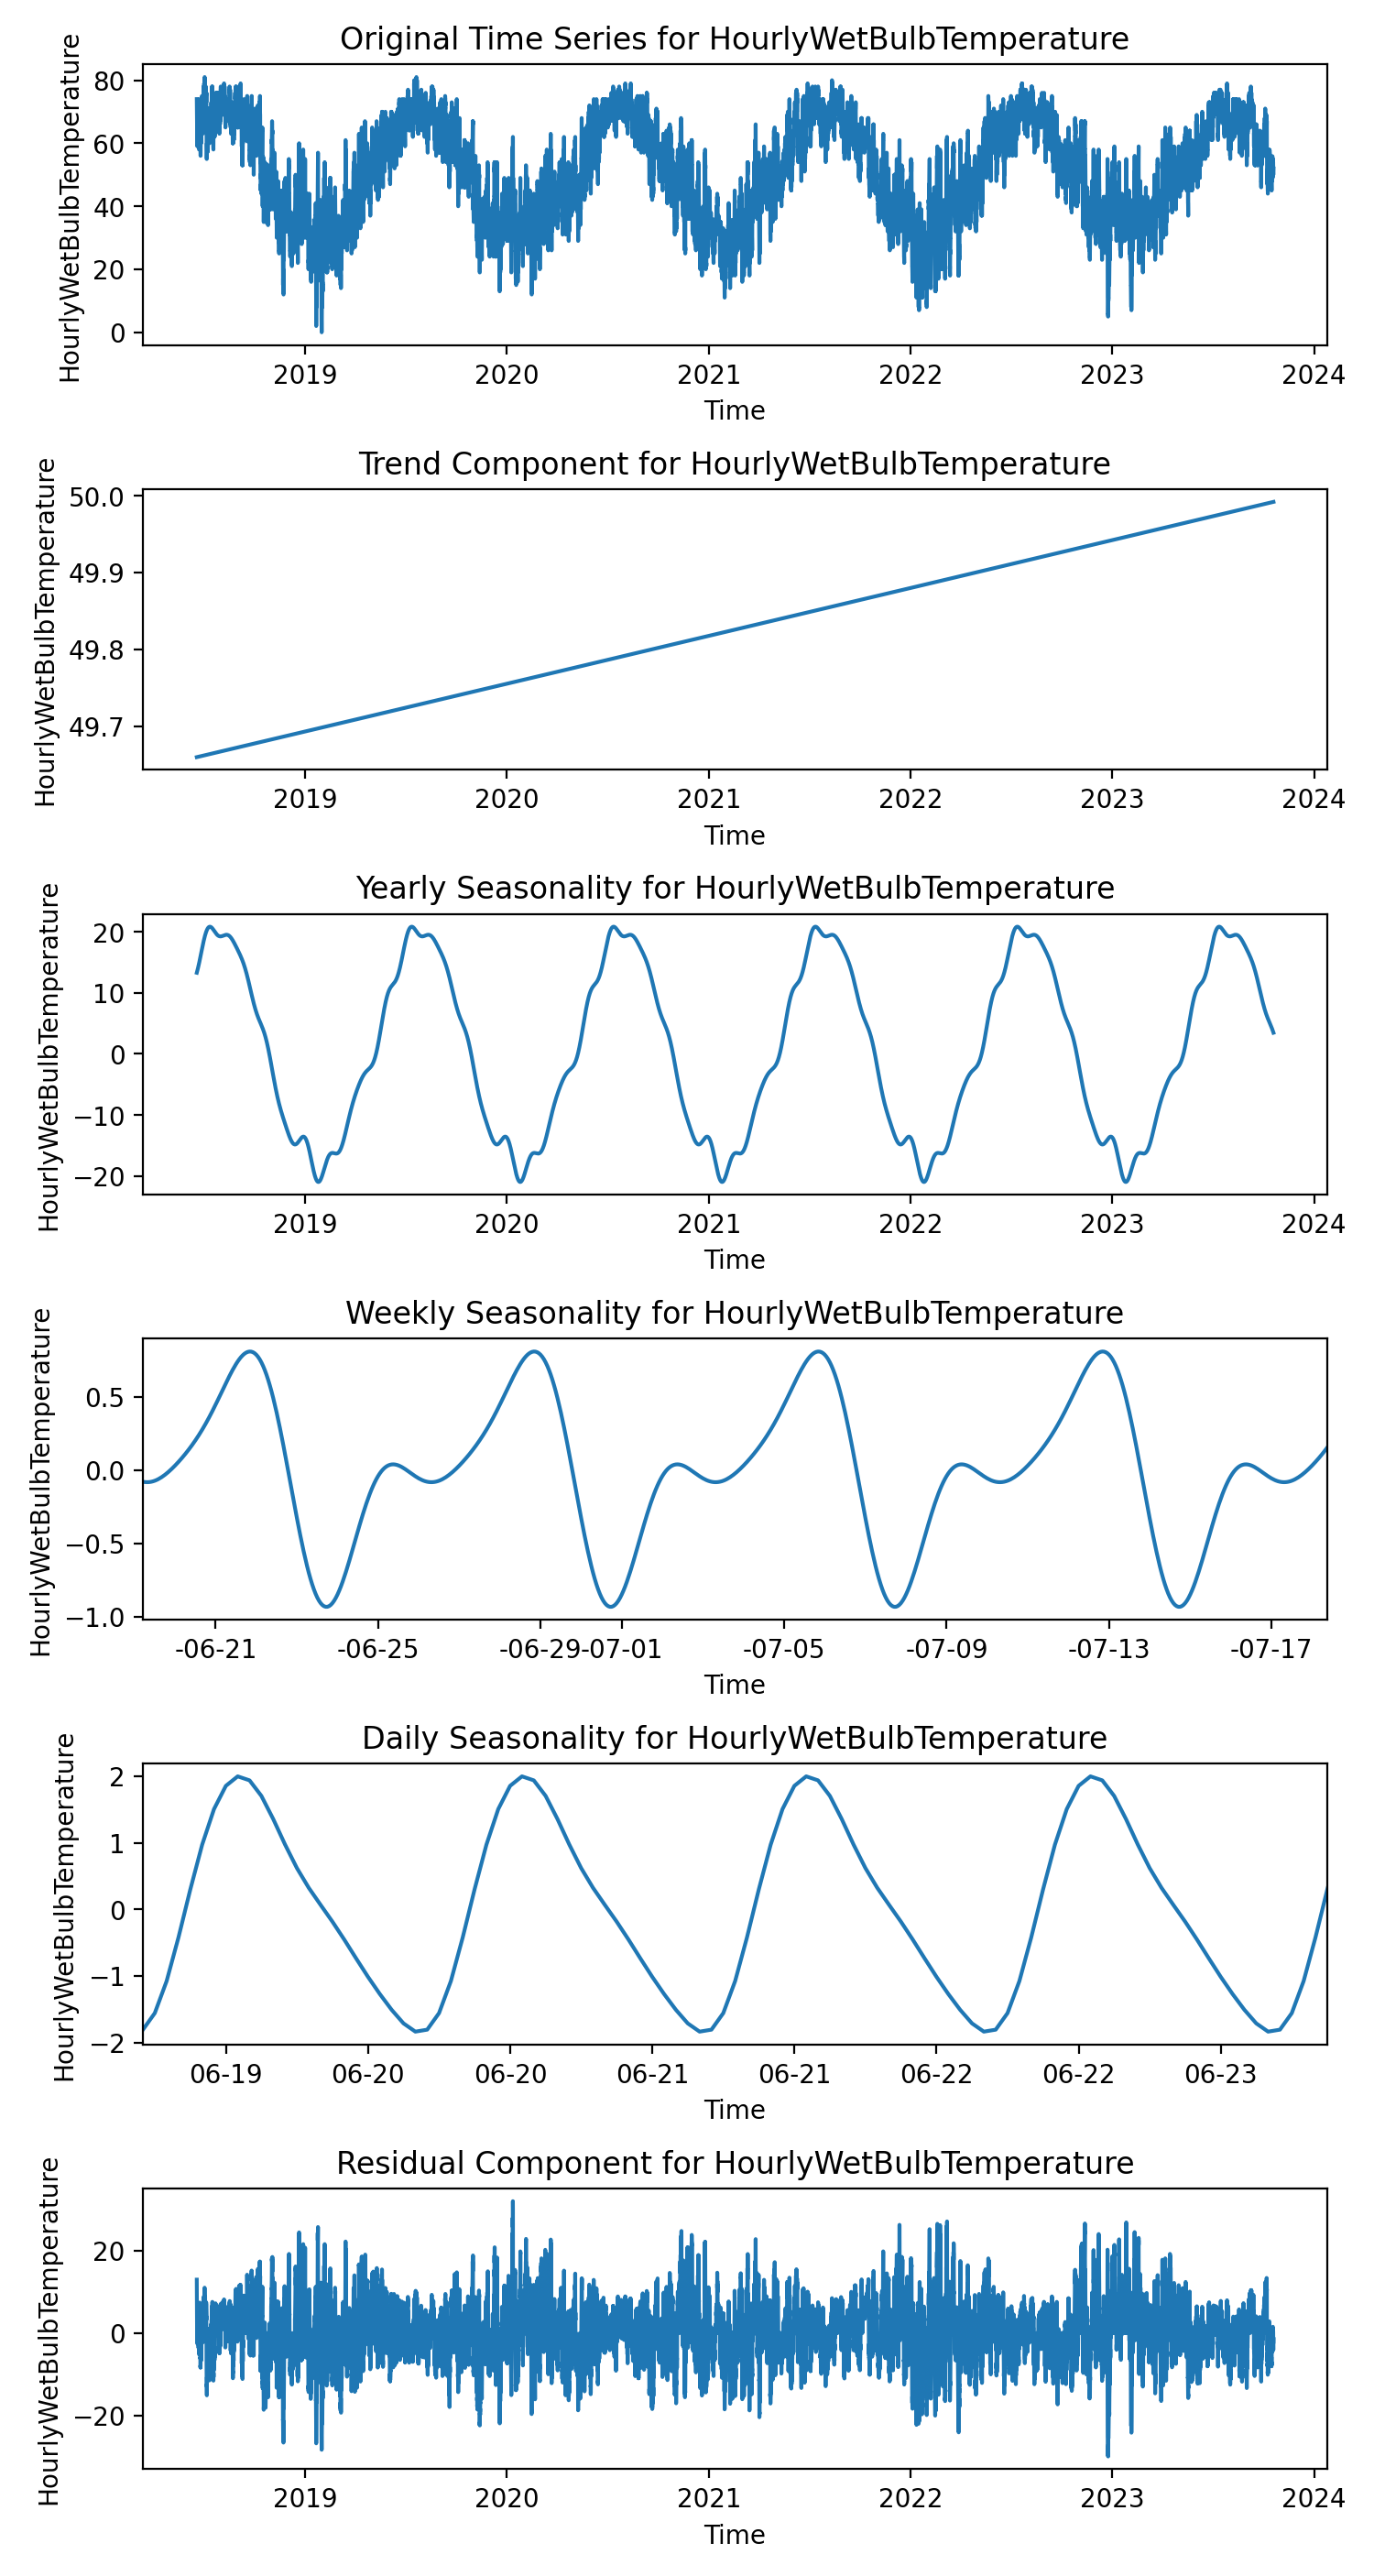 Original Time Series for HourlyWetBulbTemperature
HourlyWetBulbTemperature
80
60
40
20
0
2019 2020 2021 2022 2023 2024
Time
Trend Component for HourlyWetBulbTemperature
HourlyWetBulbTemperature
50.0
49.9
49.8
49.7
2019 2020 2021 2022 2023 2024
Time
Yearly Seasonality for HourlyWetBulbTemperature
HourlyWetBulbTemperature
20
10
0
−10
−20
2019 2020 2021 2022 2023 2024
Time
Weekly Seasonality for HourlyWetBulbTemperature
HourlyWetBulbTemperature
0.5
0.0
−0.5
−1.0
-06-21 -06-25 -06-29 -07-01 -07-05 -07-09 -07-13 -07-17
Time
Daily Seasonality for HourlyWetBulbTemperature
HourlyWetBulbTemperature
2
1
0
−1
−2
06-19 06-20 06-20 06-21 06-21 06-22 06-22 06-23
Time
Residual Component for HourlyWetBulbTemperature
HourlyWetBulbTemperature
20
0
−20
2019 2020 2021 2022 2023 2024
Time